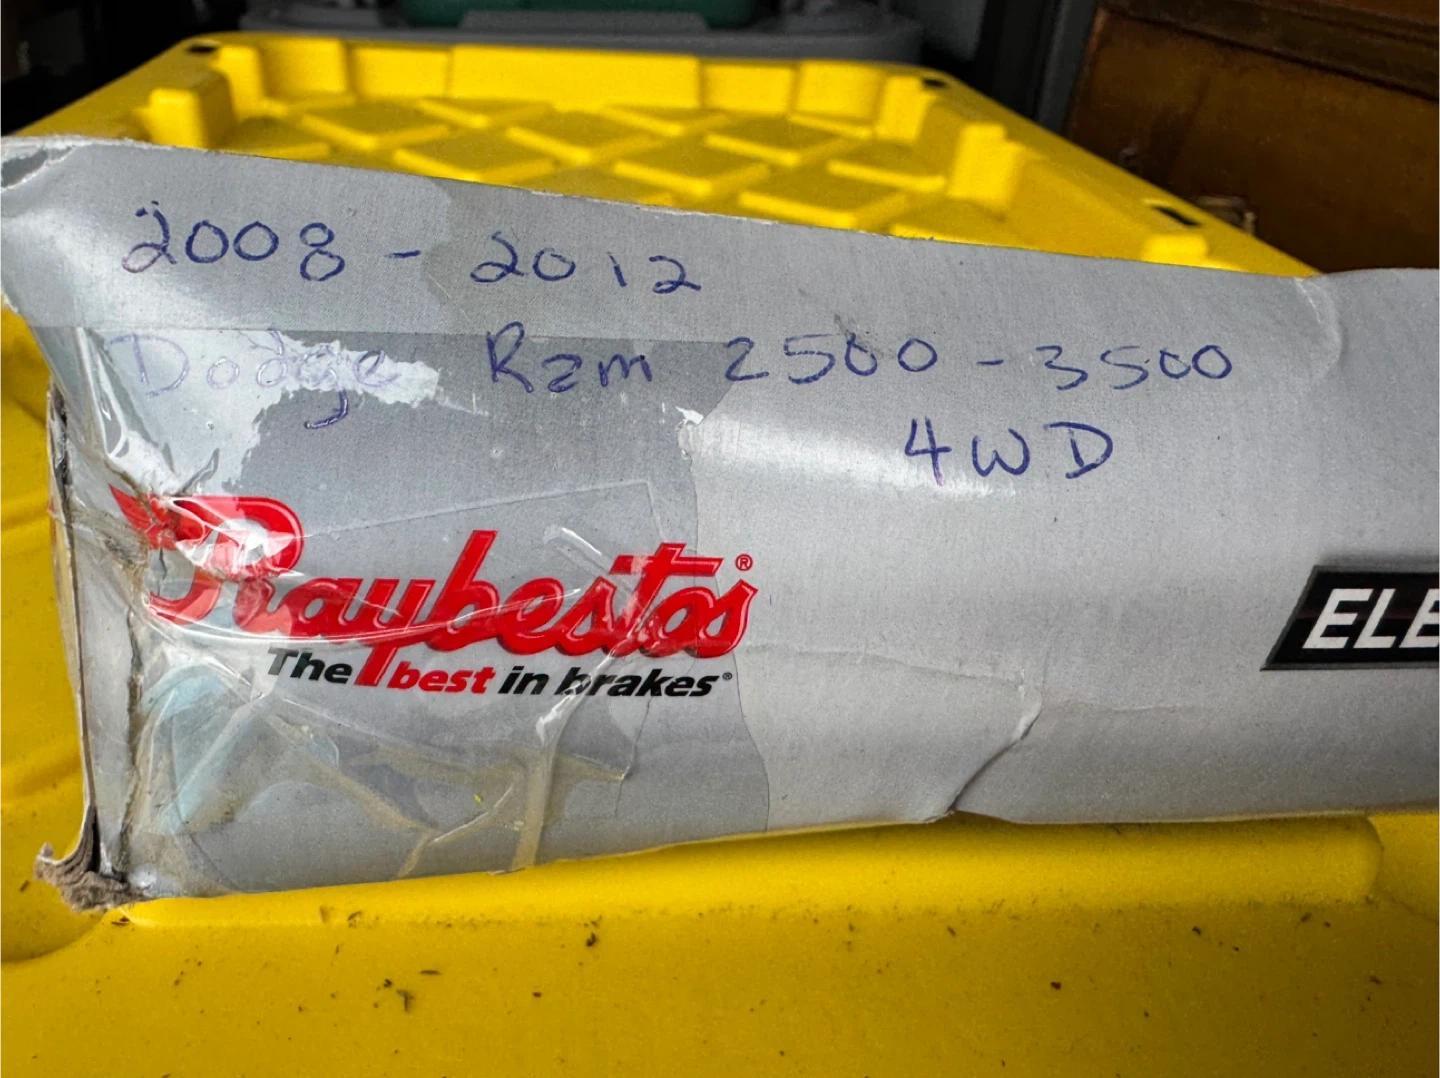 2008 - 2012
Dodge Ram 2500 - 3500
4WD
Raybestos®
The best in brakes®
ELE